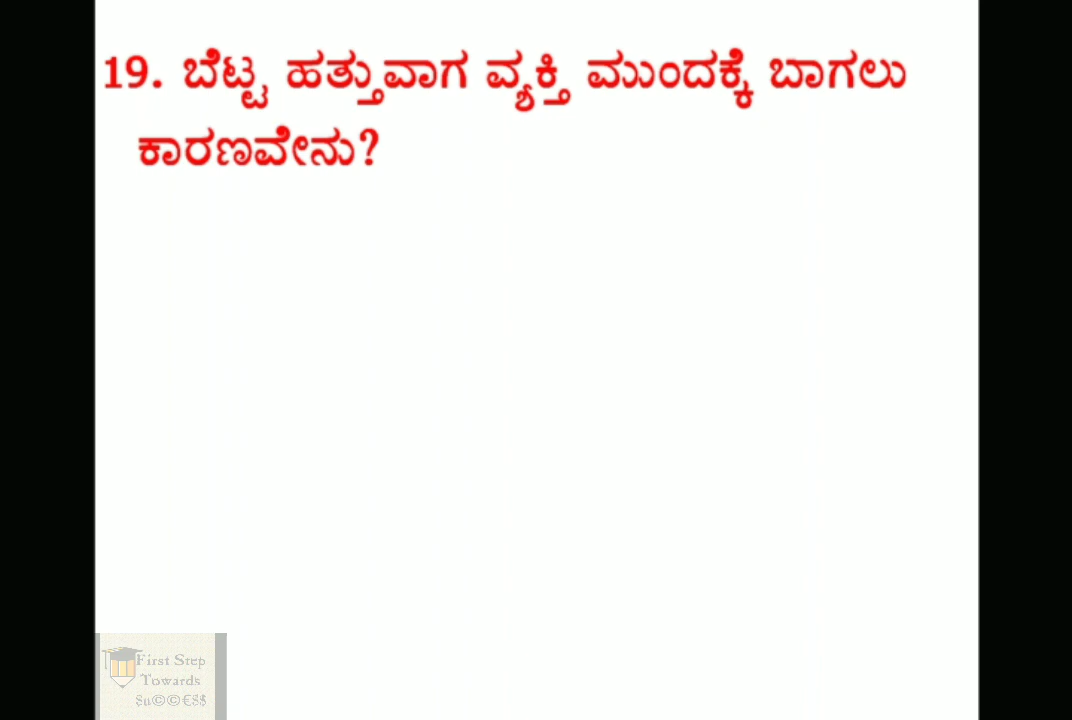 19. ಬೆಟ್ಟ ಹತ್ತುವಾಗ ವ್ಯಕ್ತಿ ಮುಂದಕ್ಕೆ ಬಾಗಲು
ಕಾರಣವೇನು?
First Step
Towards
$u©©€$$